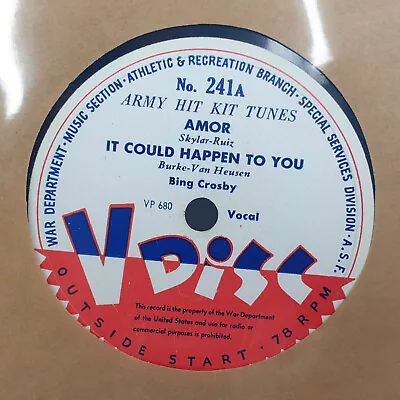 WAR DEPARTMENT · MUSIC SECTION · ATHLETIC & RECREATION BRANCH · SPECIAL SERVICES DIVISION · A.S.F.
No. 241A
ARMY HIT KIT TUNES
AMOR
Skylar-Ruiz
IT COULD HAPPEN TO YOU
Burke-Van Heusen
Bing Crosby
VP 680
Vocal
V DISC
This record is the property of the War Department
of the United States and use for radio or
commercial purposes is prohibited.
OUTSIDE START · 78 RPM